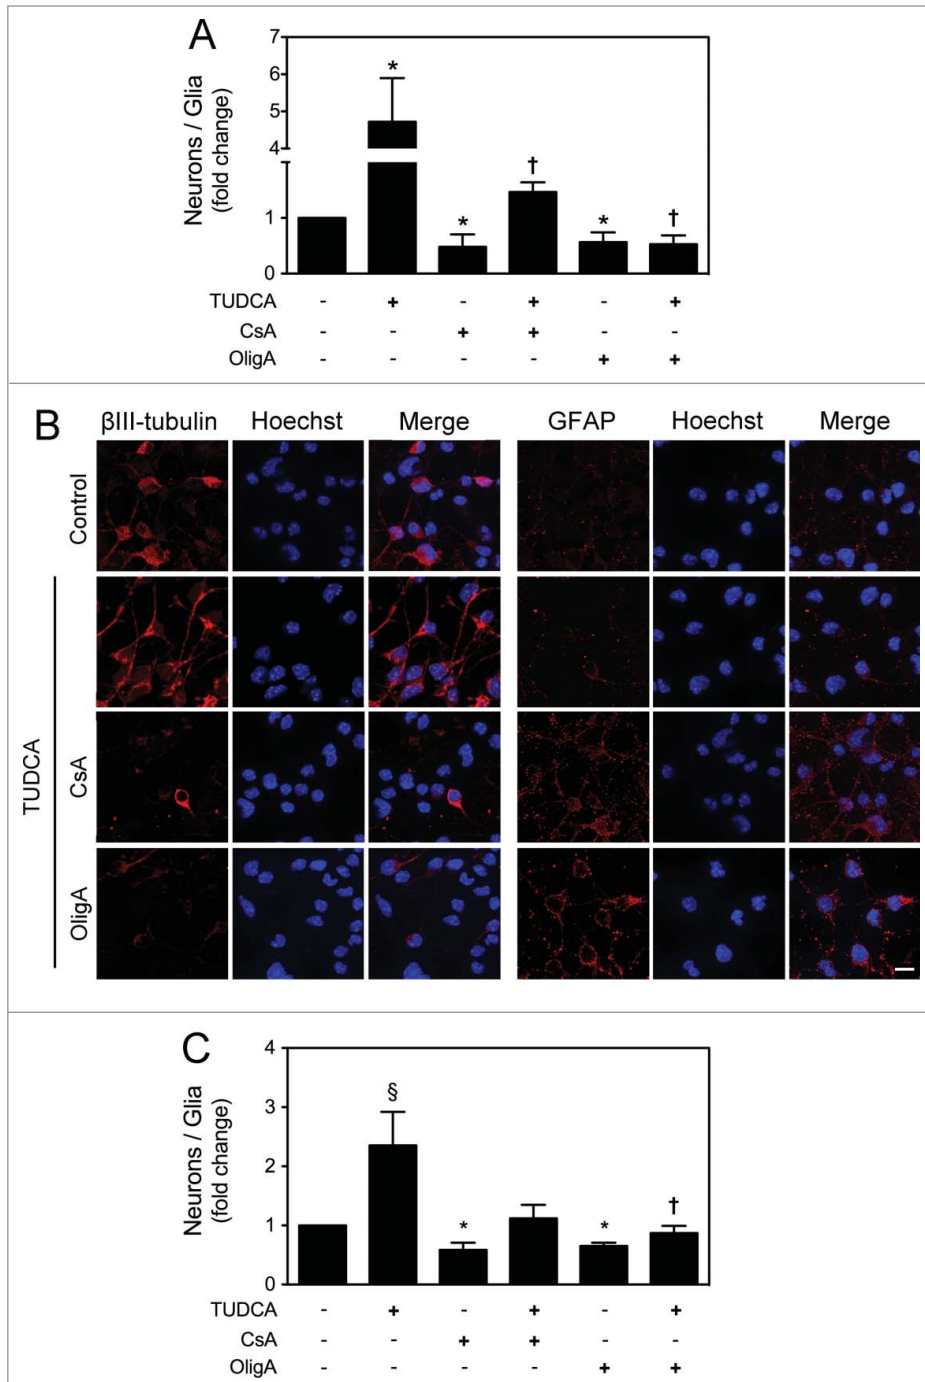 A
Neurons / Glia
(fold change)
7
6
5
4
1
0
* * † * †
TUDCA - + - + - +
CsA - - + + - -
OligA - - - - + +
B
βIII-tubulin Hoechst Merge GFAP Hoechst Merge
Control
TUDCA
CsA
OligA
C
Neurons / Glia
(fold change)
4
3
2
1
0
§ * * †
TUDCA - + - + - +
CsA - - + + - -
OligA - - - - + +